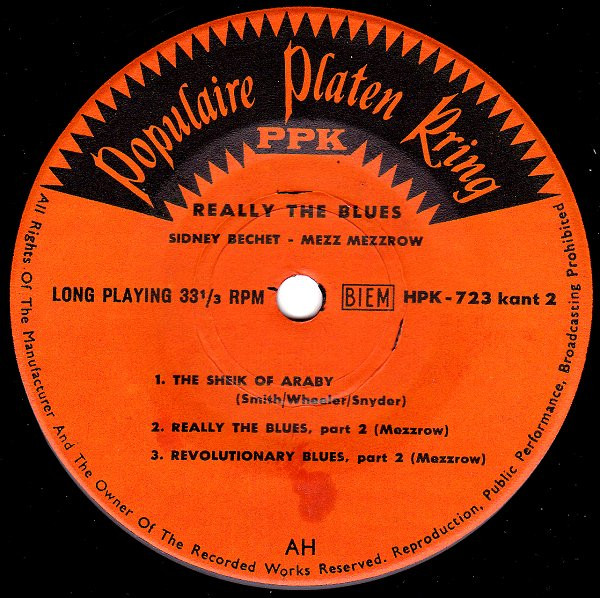 Populaire Platen Kring
PPK
REALLY THE BLUES
SIDNEY BECHET - MEZZ MEZZROW
LONG PLAYING 33 1/3 RPM BIEM HPK - 723 kant 2
1. THE SHEIK OF ARABY
(Smith/Wheeler/Snyder)
2. REALLY THE BLUES, part 2 (Mezzrow)
3. REVOLUTIONARY BLUES, part 2 (Mezzrow)
AH
All Rights Of The Manufacturer And The Owner Of The Recorded Works Reserved. Reproduction, Public Performance, Broadcasting Prohibited